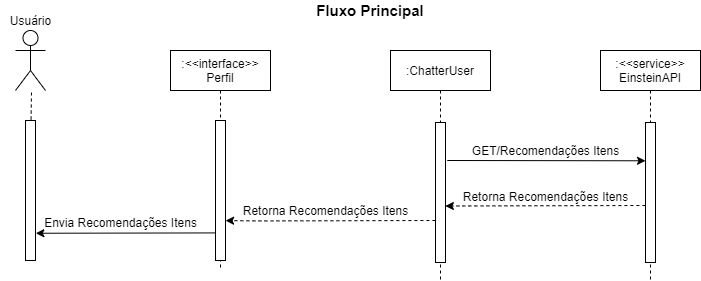 Fluxo Principal
Usuário
:<<interface>>
Perfil
:ChatterUser
:<<service>>
EinsteinAPI
GET/Recomendações Itens
Retorna Recomendações Itens
Retorna Recomendações Itens
Envia Recomendações Itens